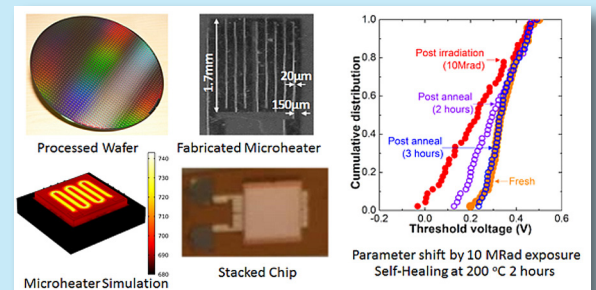 Processed Wafer
1.7mm
20μm
150μm
Fabricated Microheater
740
730
720
710
700
690
680
Microheater Simulation
Stacked Chip
Cumulative distribution
1.0
0.8
0.6
0.4
0.2
0.0
Post irradiation
(10Mrad)
Post anneal
(2 hours)
Post anneal
(3 hours)
Fresh
-0.2
0.0
0.2
0.4
0.6
Threshold voltage (V)
Parameter shift by 10 MRad exposure
Self-Healing at 200 ºC 2 hours